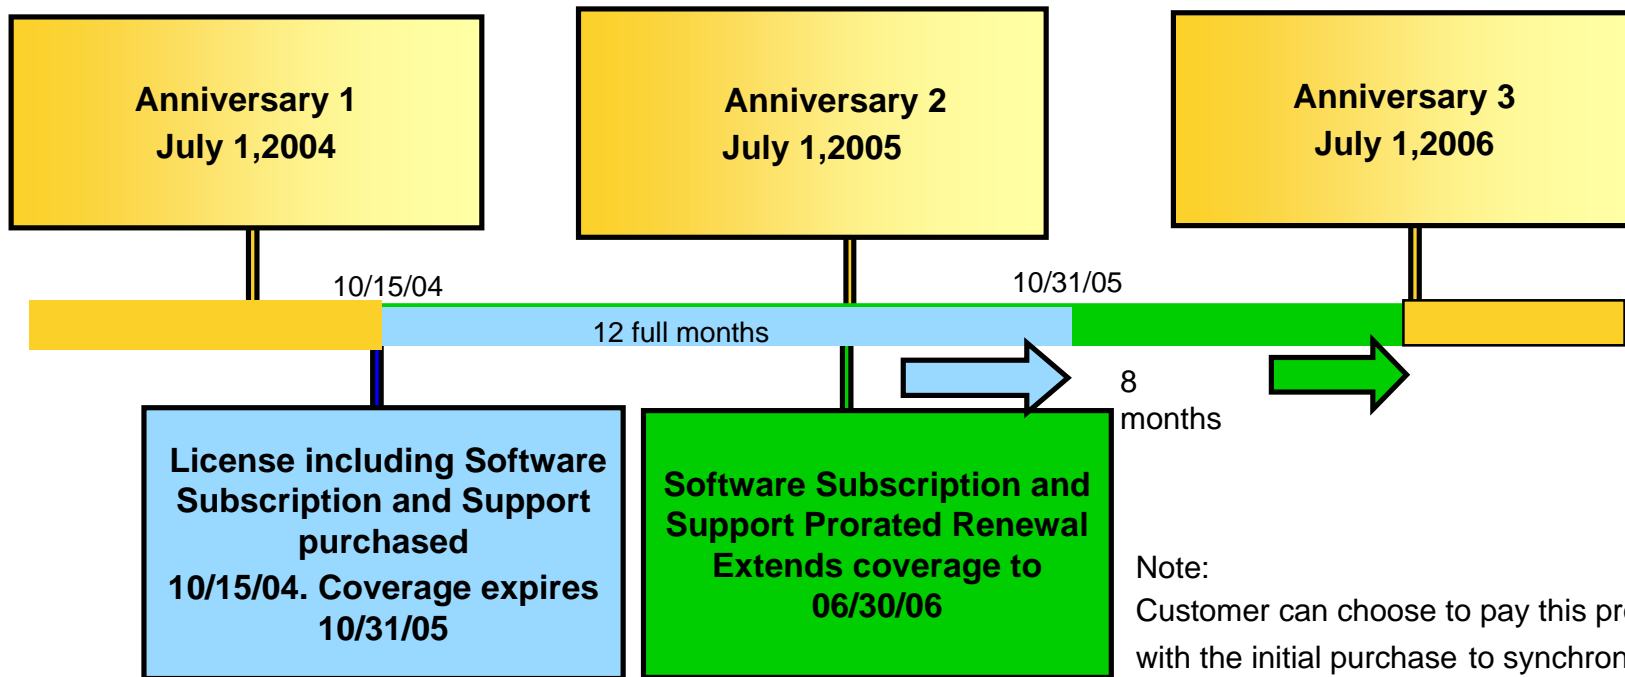 Anniversary 1
July 1,2004
Anniversary 2
July 1,2005
Anniversary 3
July 1,2006
10/15/04
10/31/05
12 full months
8
months
License including Software
Subscription and Support
purchased
10/15/04. Coverage expires
10/31/05
Software Subscription and
Support Prorated Renewal
Extends coverage to
06/30/06
Note:
Customer can choose to pay this
with the initial purchase to